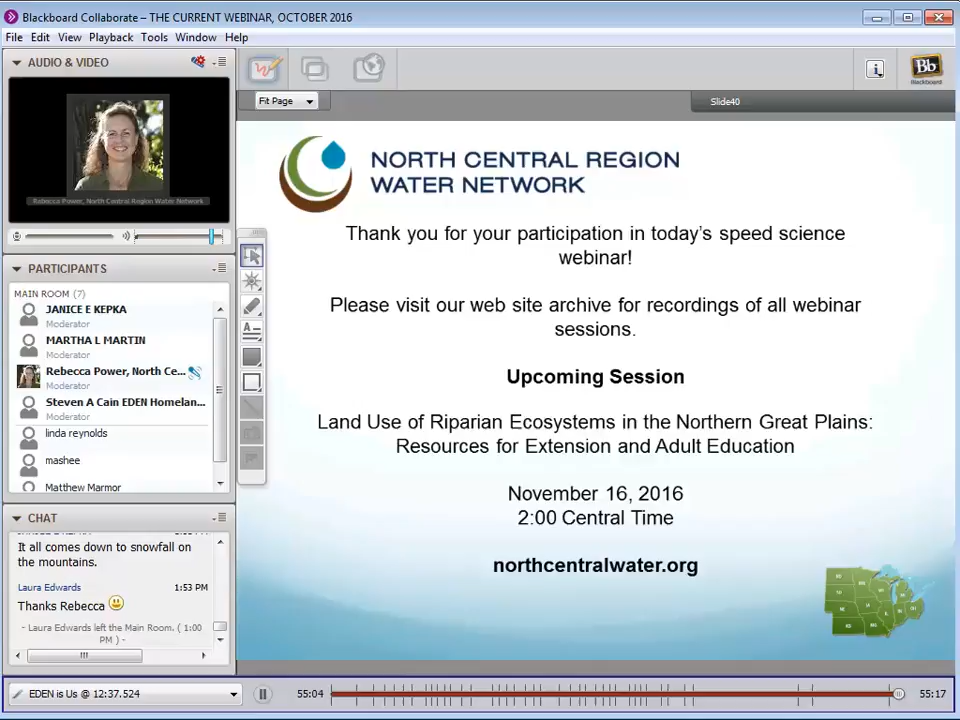 Blackboard Collaborate – THE CURRENT WEBINAR, OCTOBER 2016
File Edit View Playback Tools Window Help
AUDIO & VIDEO
Rebecca Power, North Central Region Water Network
PARTICIPANTS
MAIN ROOM (7)
JANICE E KEPKA
Moderator
MARTHA L MARTIN
Moderator
Rebecca Power, North Ce...
Moderator
Steven A Cain EDEN Homelan...
Moderator
linda reynolds
mashee
Matthew Marmor
CHAT
It all comes down to snowfall on
the mountains.
Laura Edwards 1:53 PM
Thanks Rebecca
- Laura Edwards left the Main Room. ( 1:00
PM ) -
Fit Page
Slide40
Bb
Blackboard
NORTH CENTRAL REGION
WATER NETWORK
Thank you for your participation in today's speed science
webinar!
Please visit our web site archive for recordings of all webinar
sessions.
Upcoming Session
Land Use of Riparian Ecosystems in the Northern Great Plains:
Resources for Extension and Adult Education
November 16, 2016
2:00 Central Time
northcentralwater.org
EDEN is Us @ 12:37.524
55:04
55:17